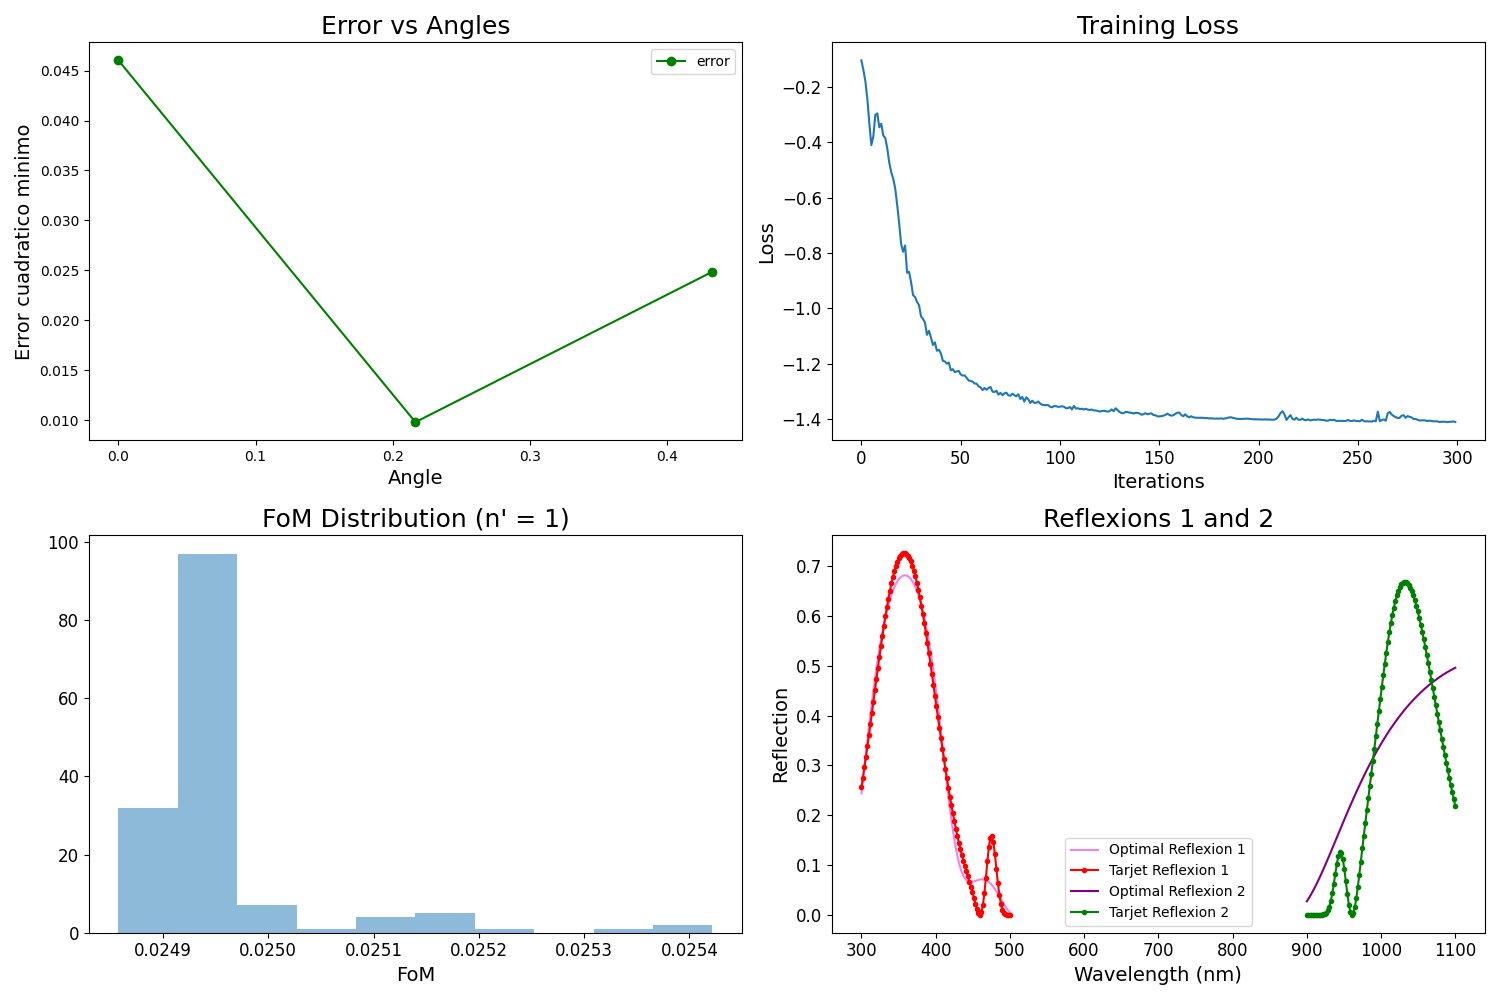 Error vs Angles
Error cuadratico minimo
0.045
0.040
0.035
0.030
0.025
0.020
0.015
0.010
error
0.0 0.1 0.2 0.3 0.4
Angle
Training Loss
Loss
−0.2
−0.4
−0.6
−0.8
−1.0
−1.2
−1.4
0 50 100 150 200 250 300
Iterations
FoM Distribution (n' = 1)
100
80
60
40
20
0
0.0249 0.0250 0.0251 0.0252 0.0253 0.0254
FoM
Reflexions 1 and 2
Reflection
0.7
0.6
0.5
0.4
0.3
0.2
0.1
0.0
Optimal Reflexion 1
Tarjet Reflexion 1
Optimal Reflexion 2
Tarjet Reflexion 2
300 400 500 600 700 800 900 1000 1100
Wavelength (nm)